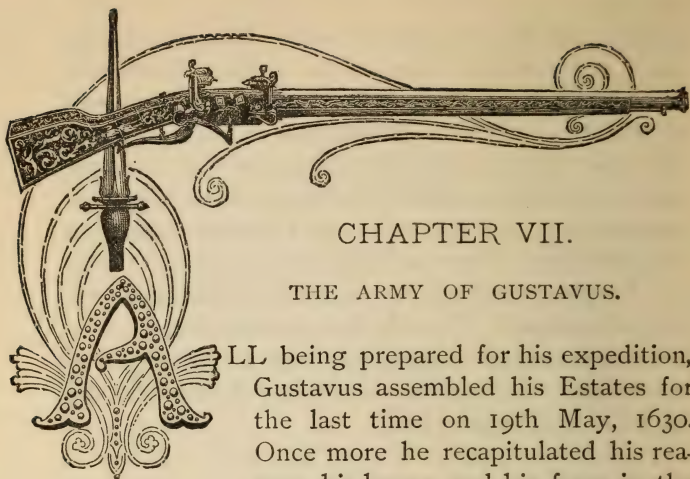 CHAPTER VII.
THE ARMY OF GUSTAVUS.
ALL being prepared for his expedition,
Gustavus assembled his Estates for
the last time on 19th May, 1630.
Once more he recapitulated his rea-